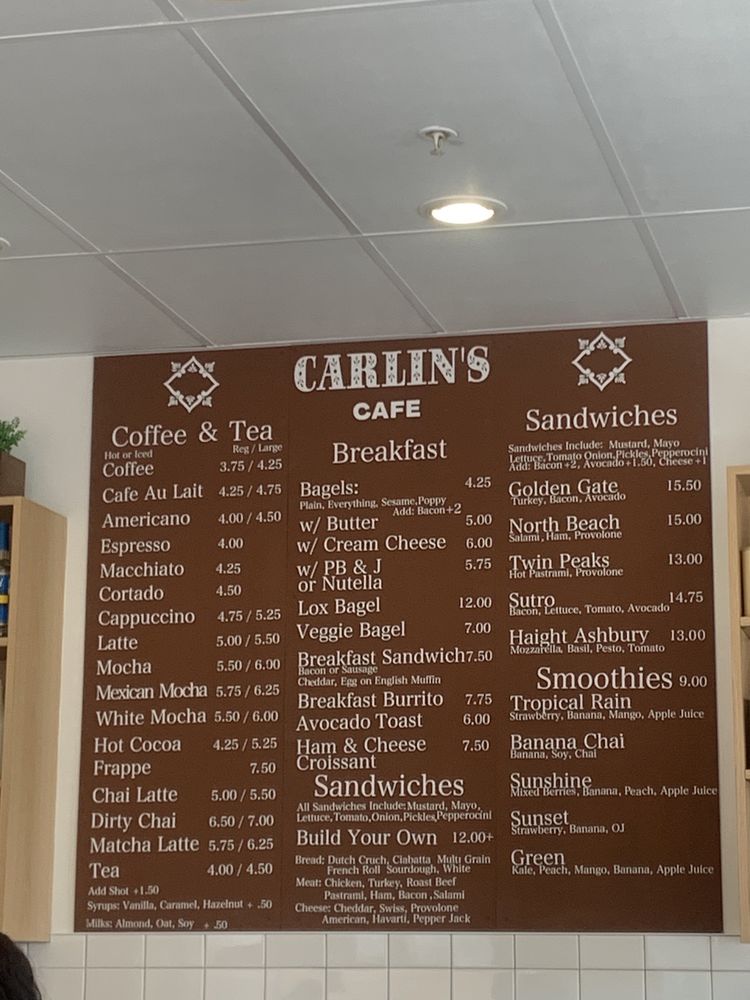 CARLIN'S
CAFE
Coffee & Tea
Hot or Iced Reg / Large
Coffee 3.75 / 4.25
Cafe Au Lait 4.25 / 4.75
Americano 4.00 / 4.50
Espresso 4.00
Macchiato 4.25
Cortado 4.50
Cappuccino 4.75 / 5.25
Latte 5.00 / 5.50
Mocha 5.50 / 6.00
Mexican Mocha 5.75 / 6.25
White Mocha 5.50 / 6.00
Hot Cocoa 4.25 / 5.25
Frappe 7.50
Chai Latte 5.00 / 5.50
Dirty Chai 6.50 / 7.00
Matcha Latte 5.75 / 6.25
Tea 4.00 / 4.50
Add Shot +1.50
Syrups: Vanilla, Caramel, Hazelnut + .50
Milks: Almond, Oat, Soy + .50
Breakfast
Bagels: 4.25
Plain, Everything, Sesame,Poppy
Add: Bacon+2
w/ Butter 5.00
w/ Cream Cheese 6.00
w/ PB & J 5.75
or Nutella
Lox Bagel 12.00
Veggie Bagel 7.00
Breakfast Sandwich7.50
Bacon or Sausage
Cheddar, Egg on English Muffin
Breakfast Burrito 7.75
Avocado Toast 6.00
Ham & Cheese 7.50
Croissant
Sandwiches
All Sandwiches Include:Mustard, Mayo,
Lettuce,Tomato,Onion,Pickles,Pepperocini
Build Your Own 12.00+
Bread: Dutch Cruch, Ciabatta Multi Grain
French Roll Sourdough, White
Meat: Chicken, Turkey, Roast Beef
Pastrami, Ham, Bacon ,Salami
Cheese: Cheddar, Swiss, Provolone
American, Havarti, Pepper Jack
Sandwiches
Sandwiches Include: Mustard, Mayo
Lettuce,Tomato Onion,Pickles,Pepperocini
Add: Bacon+2, Avocado+1.50, Cheese+1
Golden Gate 15.50
Turkey, Bacon, Avocado
North Beach 15.00
Salami, Ham, Provolone
Twin Peaks 13.00
Hot Pastrami, Provolone
Sutro 14.75
Bacon, Lettuce, Tomato, Avocado
Haight Ashbury 13.00
Mozzarella, Basil, Pesto, Tomato
Smoothies 9.00
Tropical Rain
Strawberry, Banana, Mango, Apple Juice
Banana Chai
Banana, Soy, Chai
Sunshine
Mixed Berries, Banana, Peach, Apple Juice
Sunset
Strawberry, Banana, OJ
Green
Kale, Peach, Mango, Banana, Apple Juice